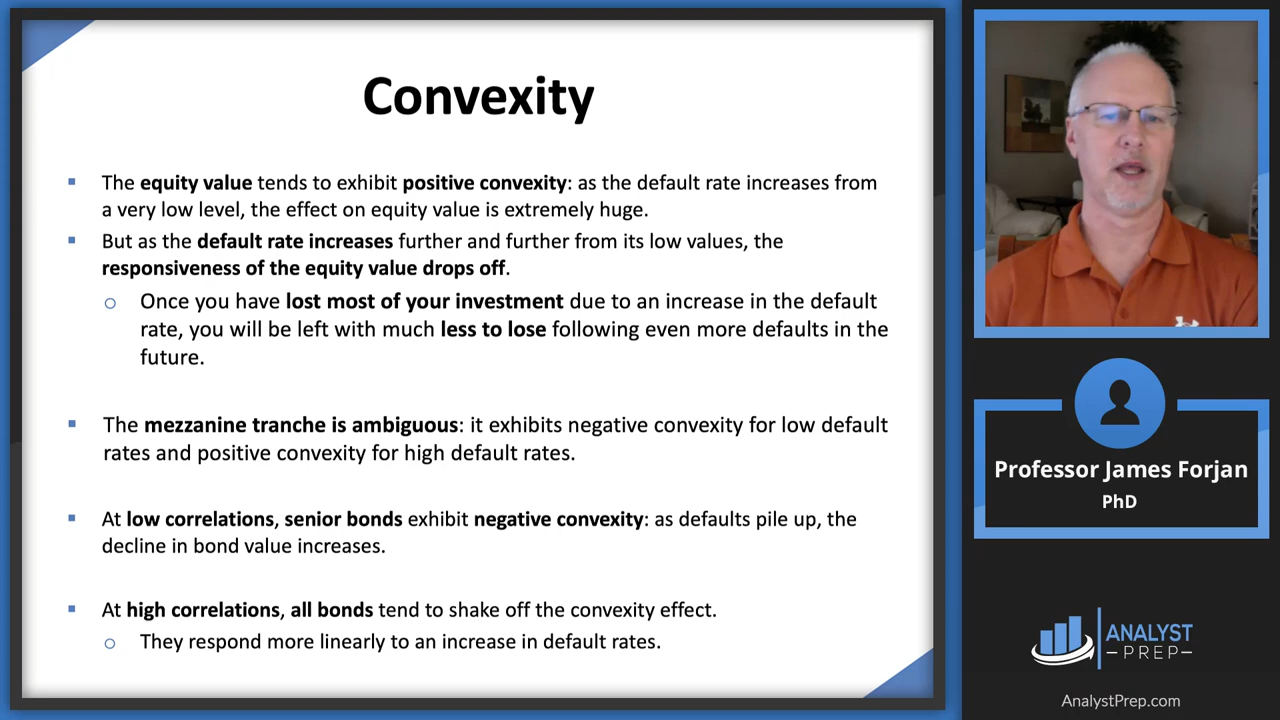 Convexity
▪ The equity value tends to exhibit positive convexity: as the default rate increases from
a very low level, the effect on equity value is extremely huge.
▪ But as the default rate increases further and further from its low values, the
responsiveness of the equity value drops off.
o Once you have lost most of your investment due to an increase in the default
rate, you will be left with much less to lose following even more defaults in the
future.
▪ The mezzanine tranche is ambiguous: it exhibits negative convexity for low default
rates and positive convexity for high default rates.
▪ At low correlations, senior bonds exhibit negative convexity: as defaults pile up, the
decline in bond value increases.
▪ At high correlations, all bonds tend to shake off the convexity effect.
o They respond more linearly to an increase in default rates.
Professor James Forjan
PhD
ANALYST
–PREP–
AnalystPrep.com